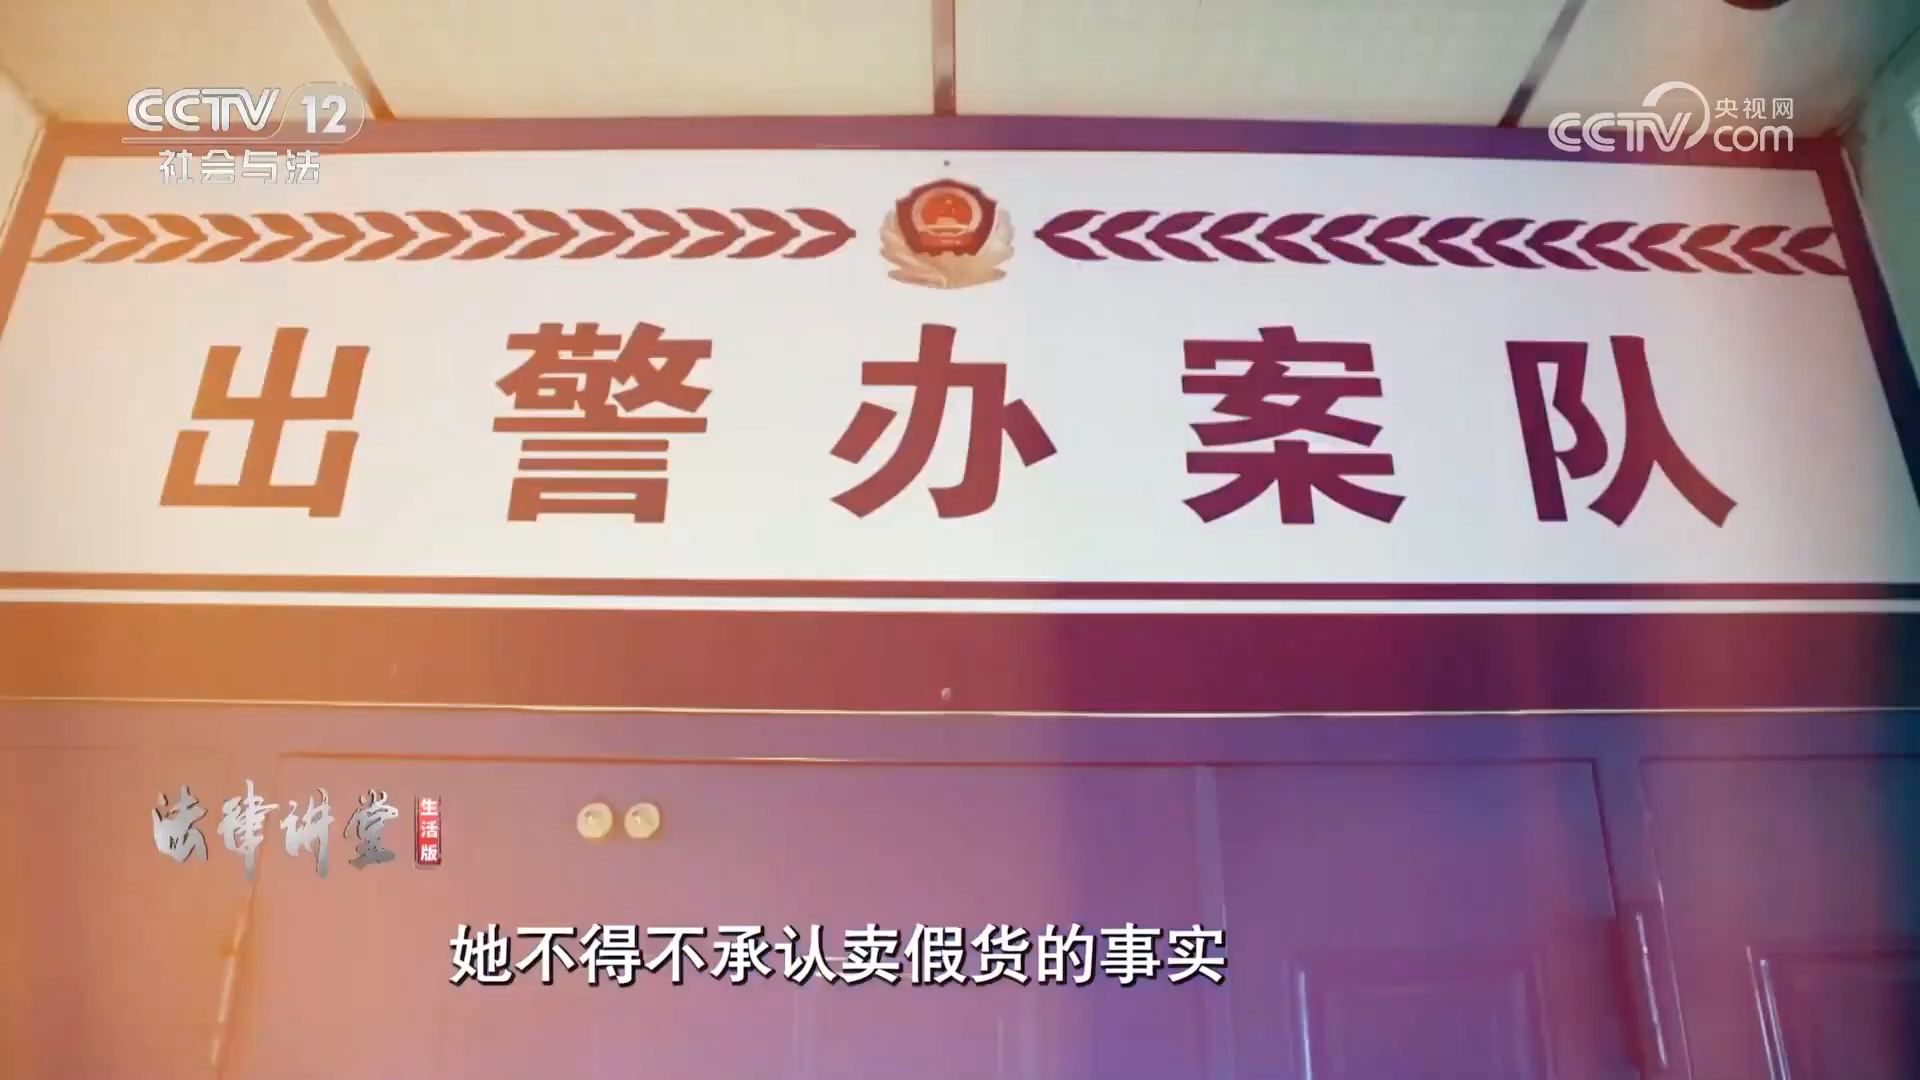 CCTV 12
社会与法
央视网
CCTV.com
出警办案队
法律讲堂
生活版
她不得不承认卖假货的事实